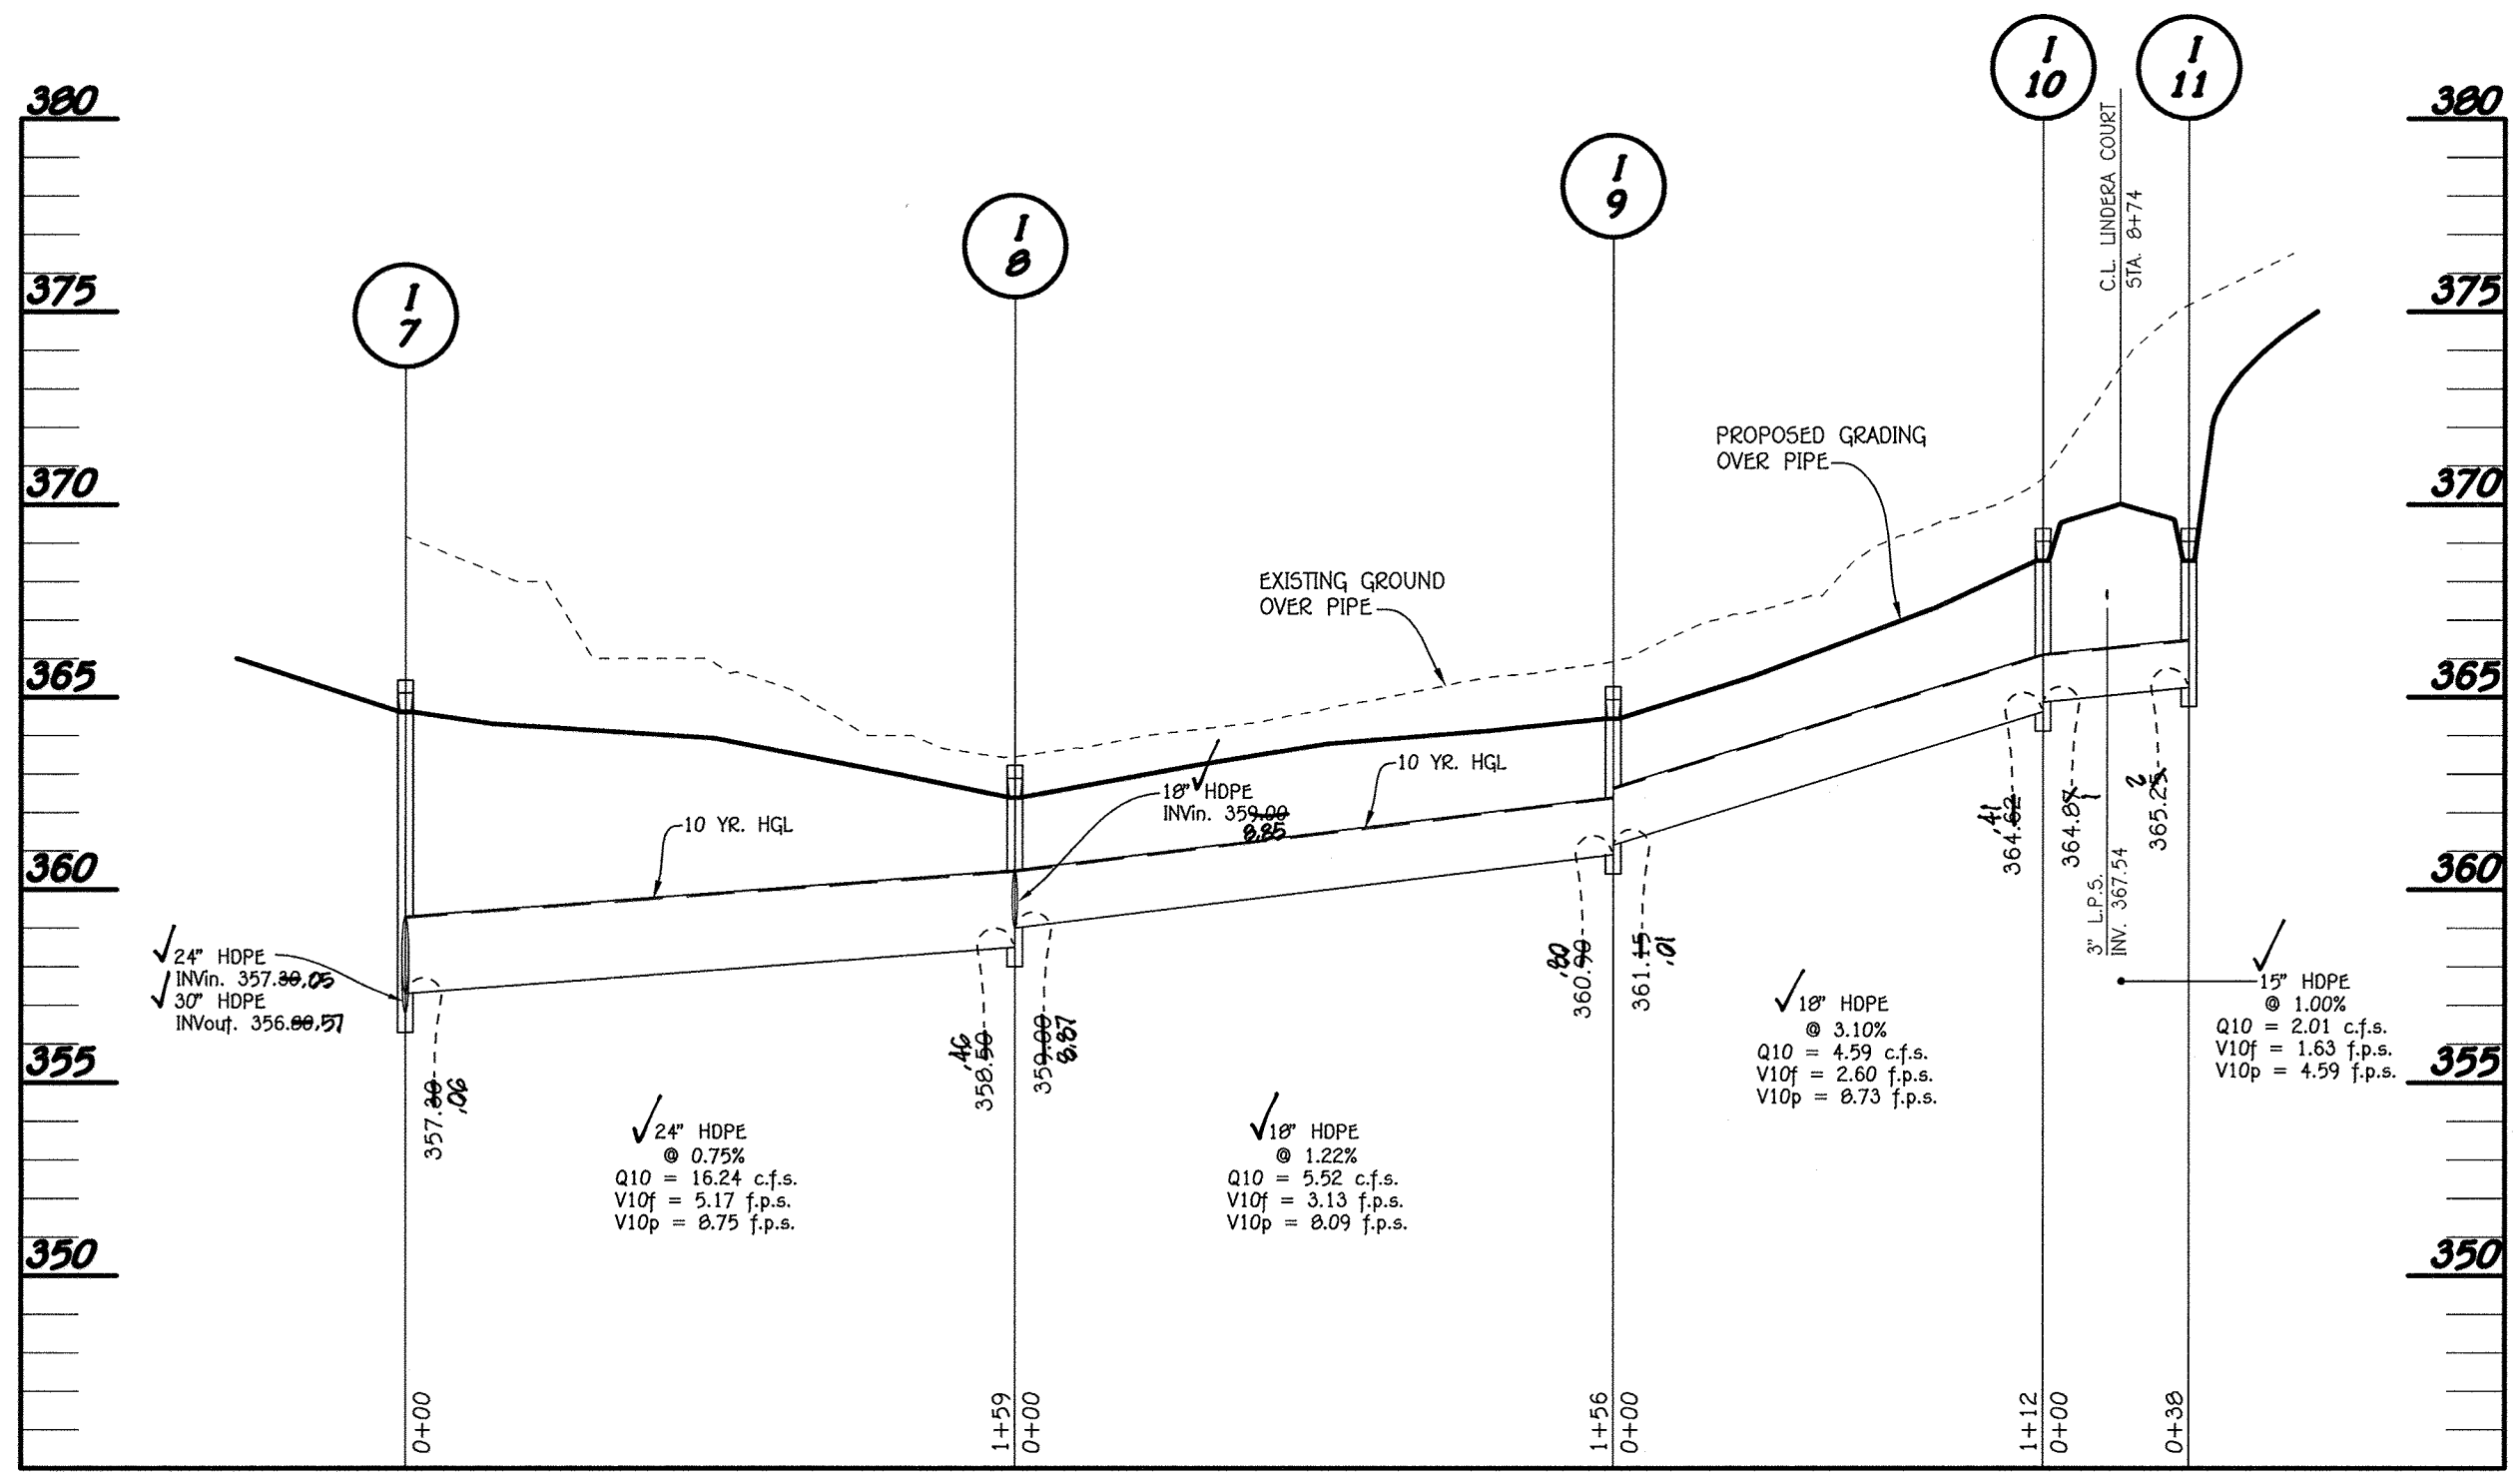 I
10
I
11
I
9
I
8
I
7
380
375
370
365
360
355
350
380
375
370
365
360
355
350
C.L. LINDERA COURT
STA. 8+74
PROPOSED GRADING
OVER PIPE
EXISTING GROUND
OVER PIPE
10 YR. HGL
10 YR. HGL
18" HDPE
INVin. 359.00
8.85
24" HDPE
INVin. 357.30 .05
30" HDPE
INVout. 356.80 .57
357.30
.06
.46
358.50
359.00
8.87
.80
360.90
361.15
.01
.41
364.62
364.87
1
3" L.P.S.
INV. 367.54
365.25
2
24" HDPE
@ 0.75%
Q10 = 16.24 c.f.s.
V10f = 5.17 f.p.s.
V10p = 8.75 f.p.s.
18" HDPE
@ 1.22%
Q10 = 5.52 c.f.s.
V10f = 3.13 f.p.s.
V10p = 8.09 f.p.s.
18" HDPE
@ 3.10%
Q10 = 4.59 c.f.s.
V10f = 2.60 f.p.s.
V10p = 8.73 f.p.s.
15" HDPE
@ 1.00%
Q10 = 2.01 c.f.s.
V10f = 1.63 f.p.s.
V10p = 4.59 f.p.s.
0+00
1+59
0+00
1+56
0+00
1+12
0+00
0+38